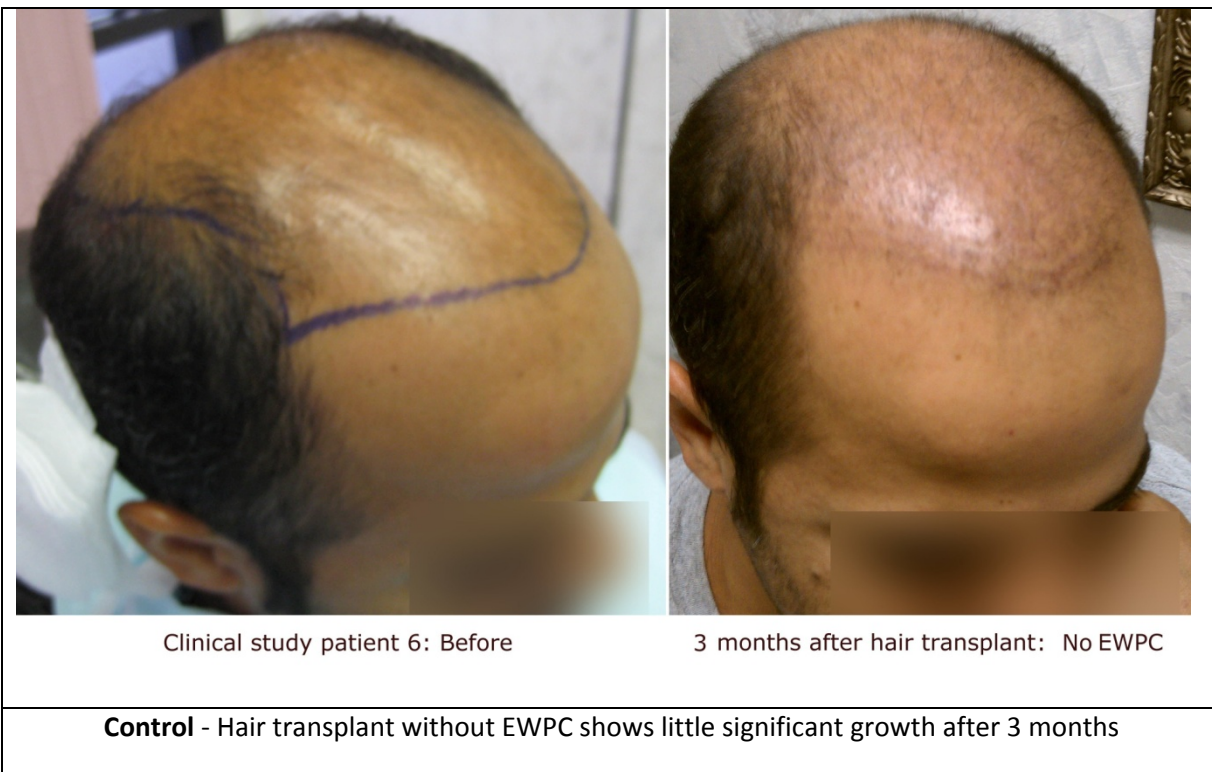 Clinical study patient 6: Before
3 months after hair transplant: No EWPC
Control - Hair transplant without EWPC shows little significant growth after 3 months